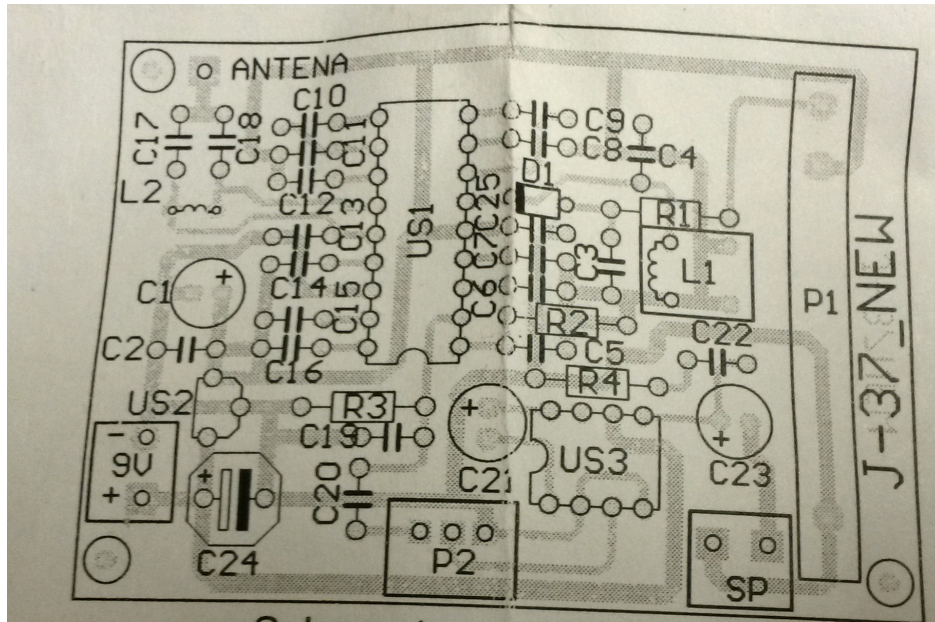 ANTENA
C10
C17
C18
C11
C9
C8
C4
D1
L2
C12
C13
US1
C25
R1
C7
C3
L1
J-37_NEW
C1
C14
C15
C6
P1
R2
C2
C16
C5
C22
R4
US2
R3
+
C19
-
9V
+
+
C20
C21
US3
+
C23
C24
P2
SP